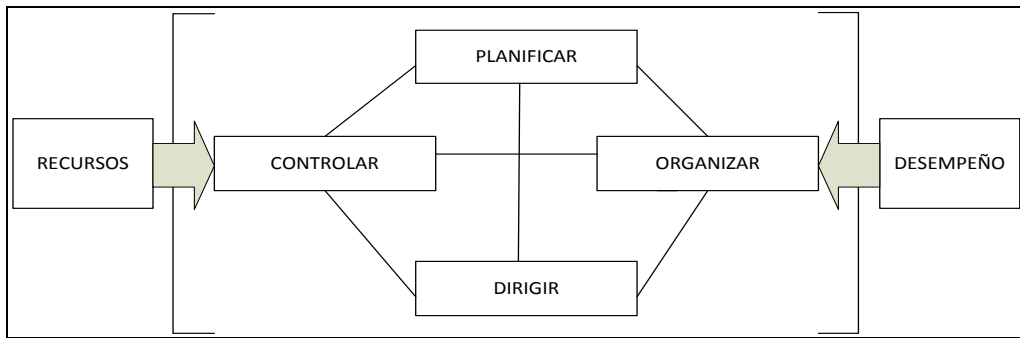 PLANIFICAR
RECURSOS
CONTROLAR
ORGANIZAR
DESEMPEÑO
DIRIGIR